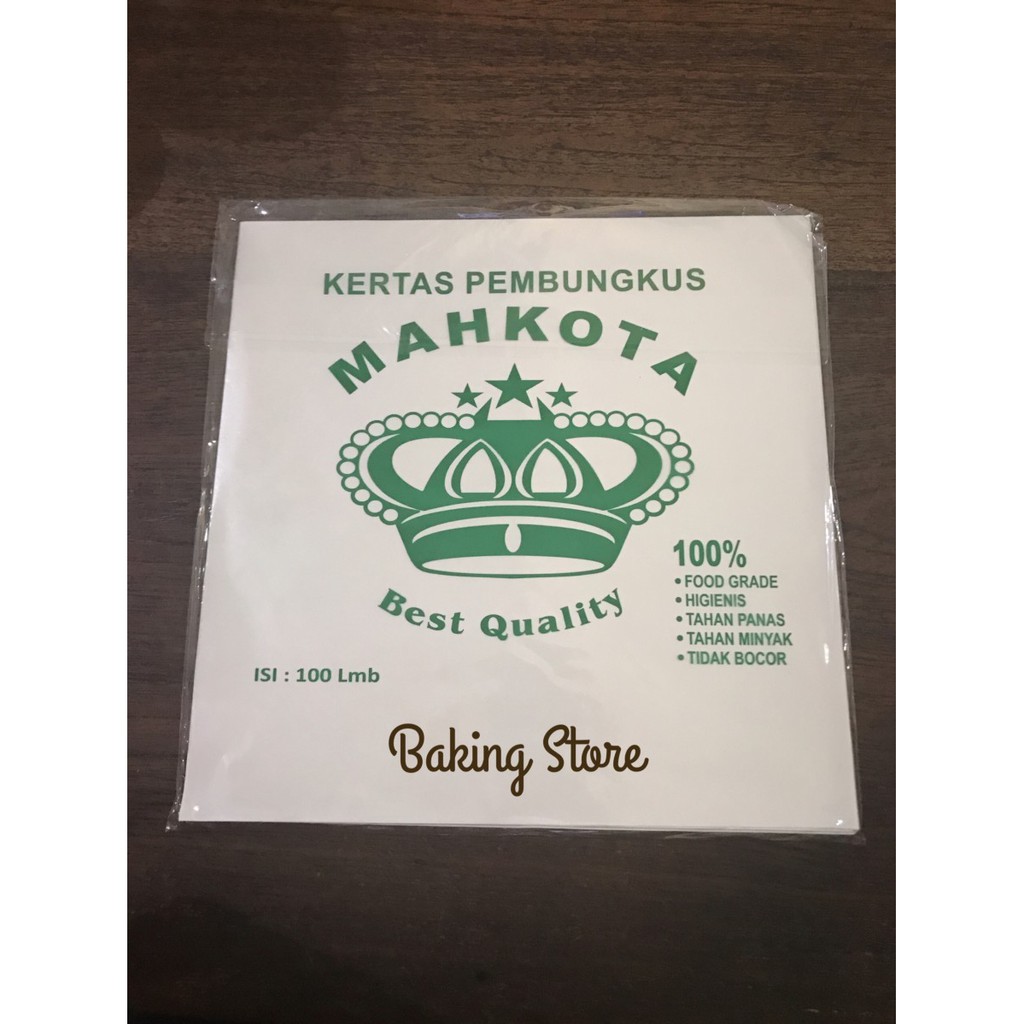 KERTAS PEMBUNGKUS
MAHKOTA
Best Quality
100%
• FOOD GRADE
• HIGIENIS
• TAHAN PANAS
• TAHAN MINYAK
• TIDAK BOCOR
ISI : 100 Lmb
Baking Store